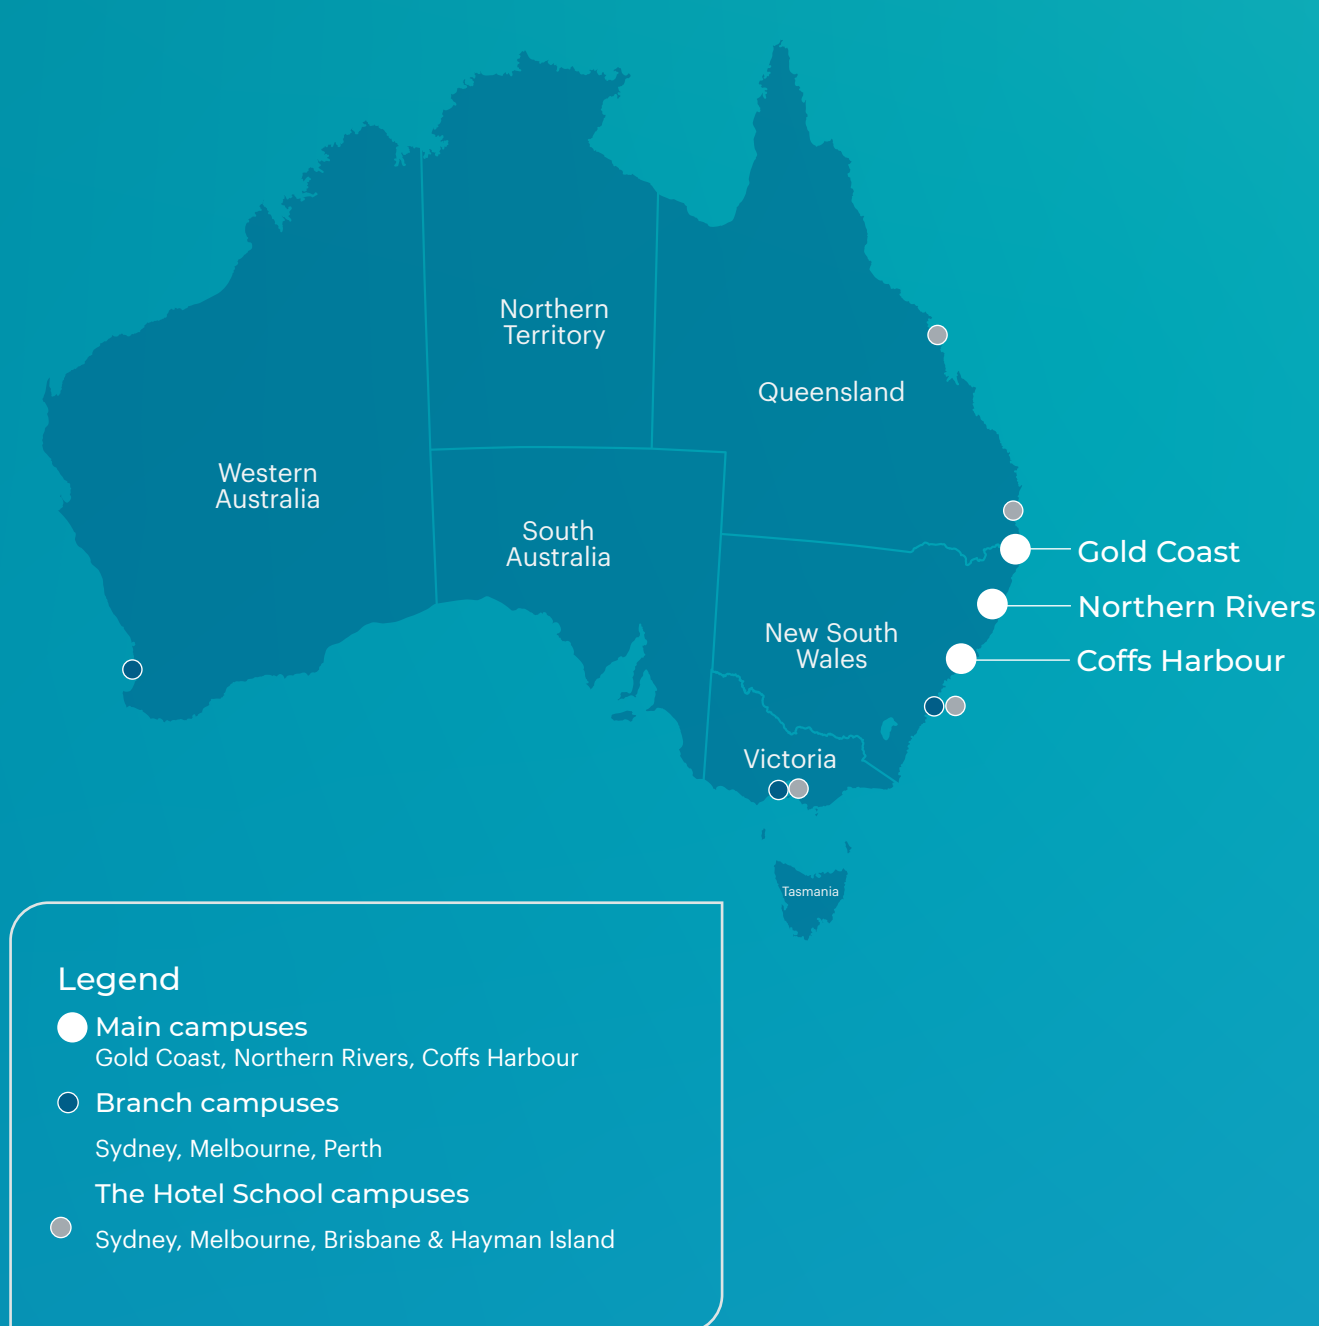 Northern
Territory
Queensland
Western
Australia
South
Australia
Gold Coast
Northern Rivers
New South
Wales
Coffs Harbour
Victoria
Tasmania
Legend
Main campuses
Gold Coast, Northern Rivers, Coffs Harbour
Branch campuses
Sydney, Melbourne, Perth
The Hotel School campuses
Sydney, Melbourne, Brisbane & Hayman Island